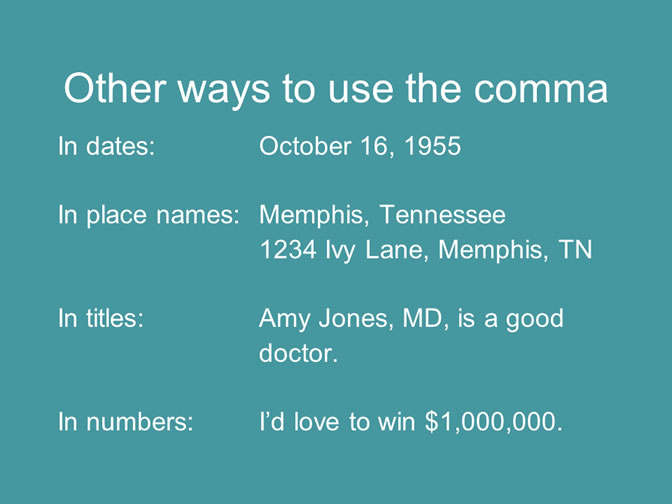 Other ways to use the comma
In dates: October 16, 1955
In place names: Memphis, Tennessee
1234 Ivy Lane, Memphis, TN
In titles: Amy Jones, MD, is a good
doctor.
In numbers: I’d love to win $1,000,000.